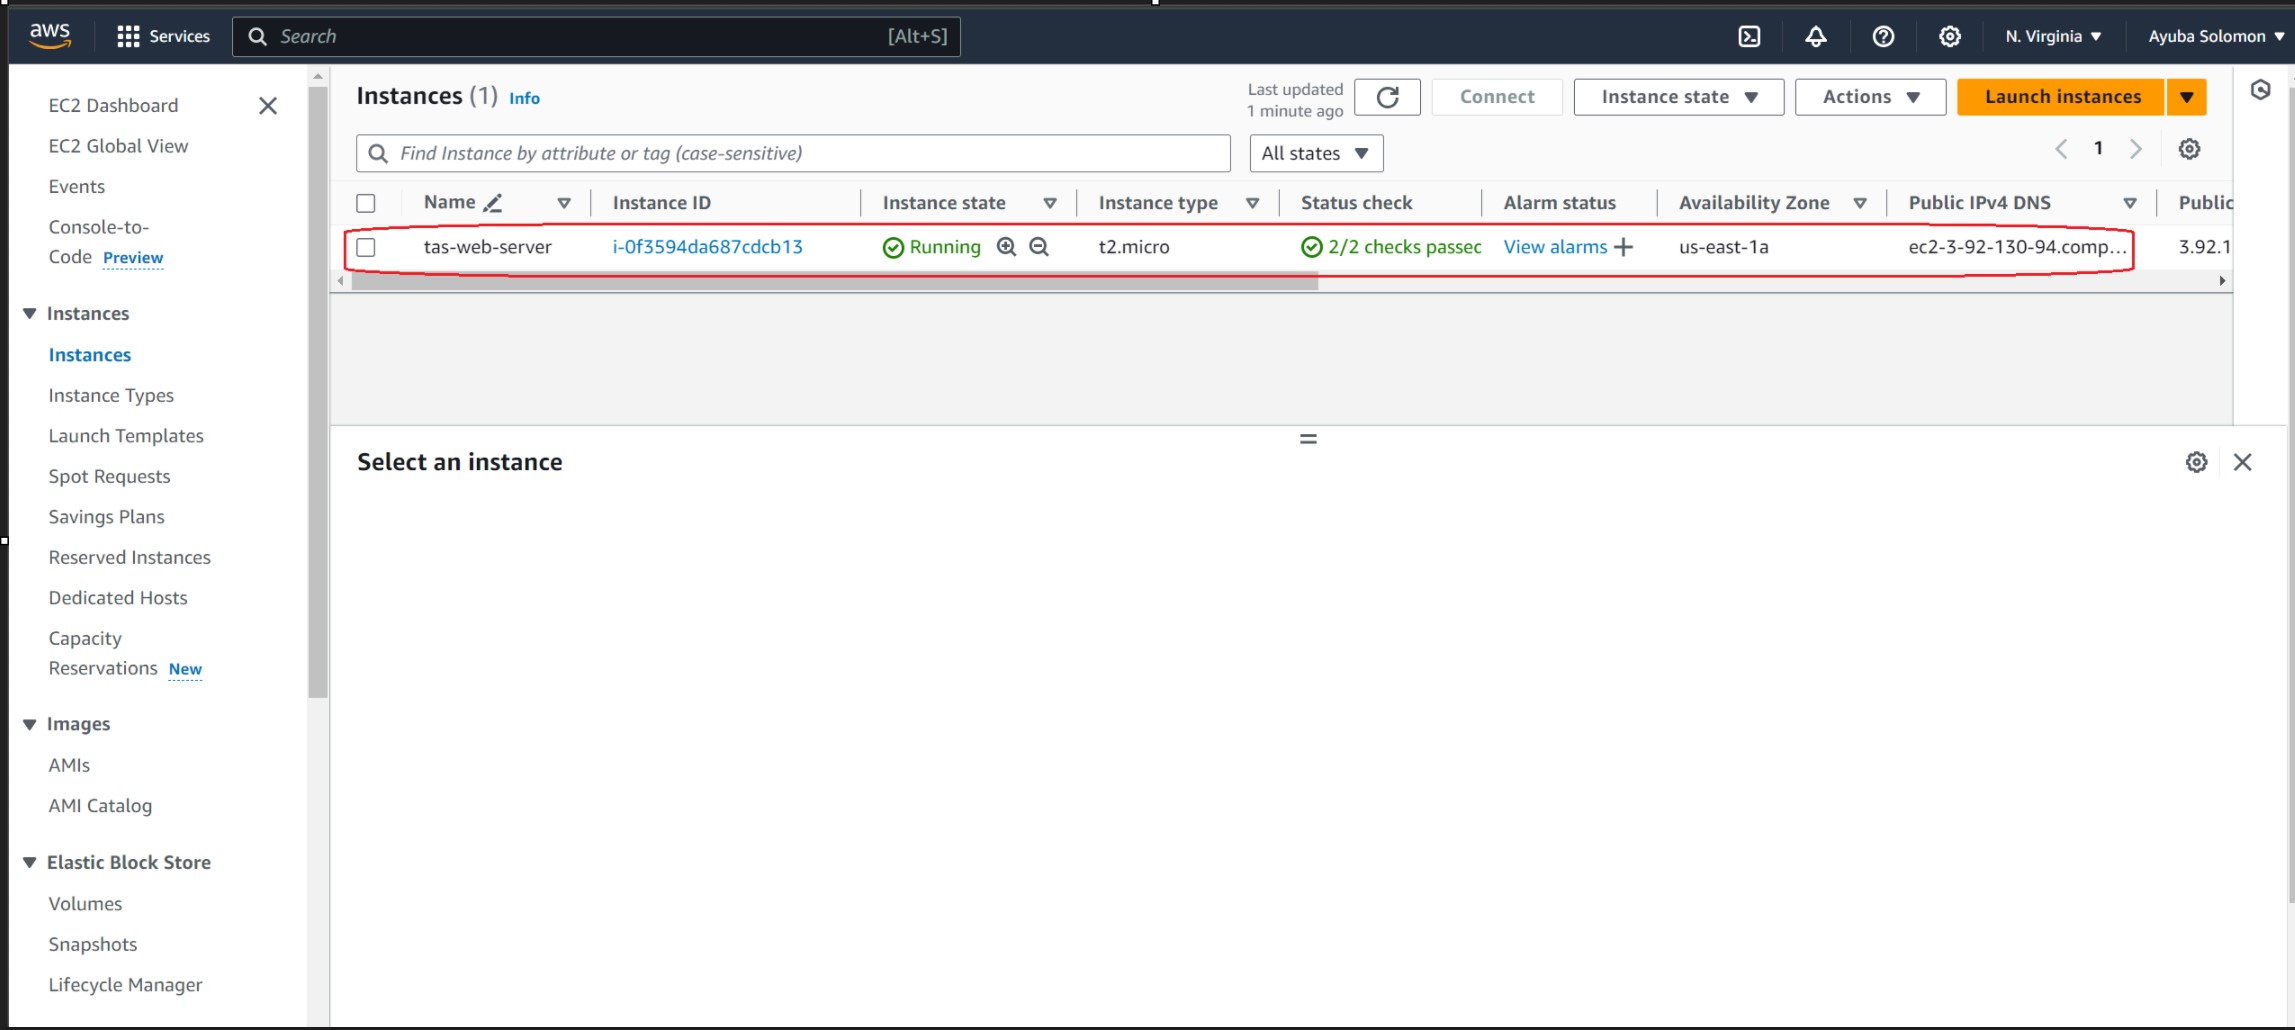 aws
Services
Search [Alt+S]
N. Virginia
Ayuba Solomon
EC2 Dashboard
EC2 Global View
Events
Console-to-
Code Preview
Instances
Instances
Instance Types
Launch Templates
Spot Requests
Savings Plans
Reserved Instances
Dedicated Hosts
Capacity
Reservations New
Images
AMIs
AMI Catalog
Elastic Block Store
Volumes
Snapshots
Lifecycle Manager
Instances (1) Info
Last updated
1 minute ago
Connect
Instance state
Actions
Launch instances
Find Instance by attribute or tag (case-sensitive)
All states
1
Name Instance ID Instance state Instance type Status check Alarm status Availability Zone Public IPv4 DNS Public
tas-web-server i-0f3594da687cdcb13 Running t2.micro 2/2 checks passec View alarms + us-east-1a ec2-3-92-130-94.comp... 3.92.1
Select an instance